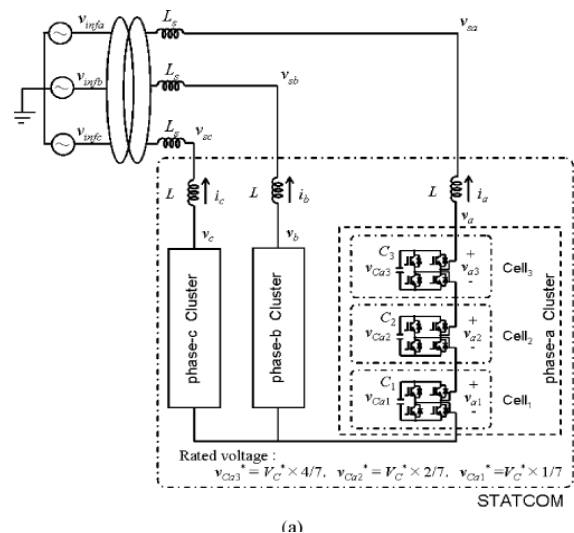 v_infa
L_s
v_sa
v_infb
L_s
v_sb
v_infc
L_s
v_sc
L
i_c
L
i_b
L
i_a
v_c
v_b
v_a
phase-c Cluster
phase-b Cluster
phase-a Cluster
C_3
v_Ca3
+
v_a3
-
Cell_3
C_2
v_Ca2
+
v_a2
-
Cell_2
C_1
v_Ca1
+
v_a1
-
Cell_1
Rated voltage :
v_Ca3^* = V_C^* × 4/7, v_Ca2^* = V_C^* × 2/7, v_Ca1^* = V_C^* × 1/7
STATCOM
(a)